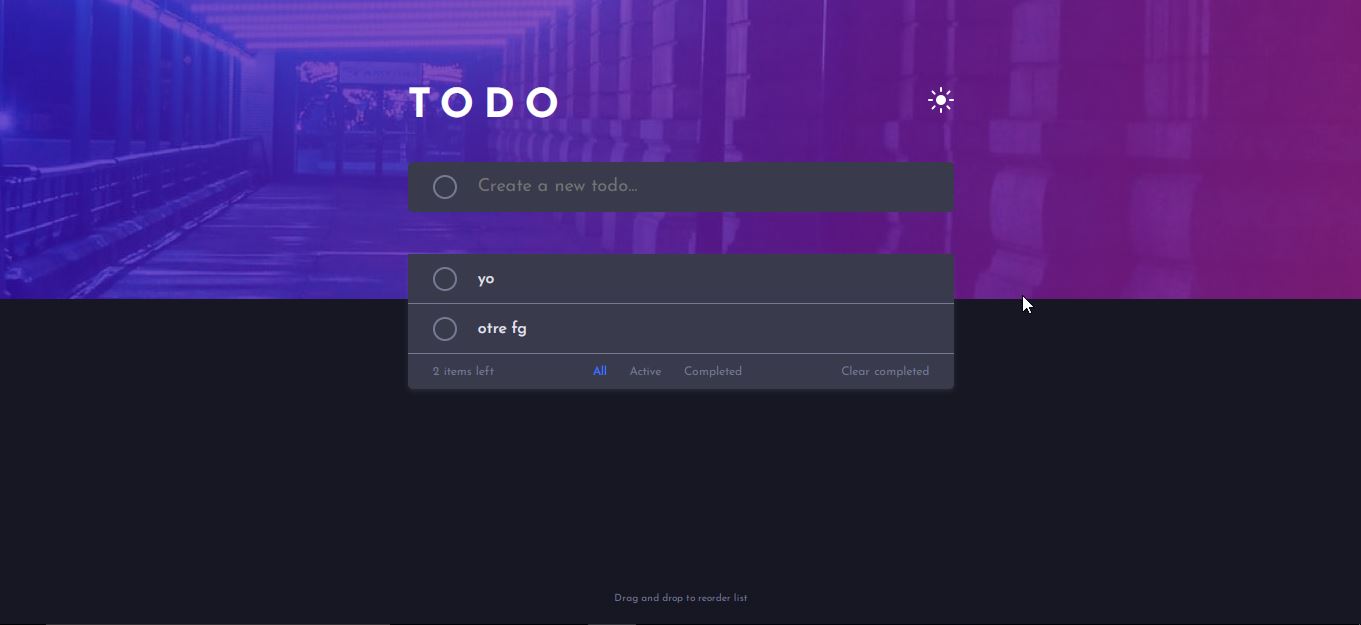 TODO
Create a new todo...
yo
otre fg
2 items left All Active Completed Clear completed
Drag and drop to reorder list